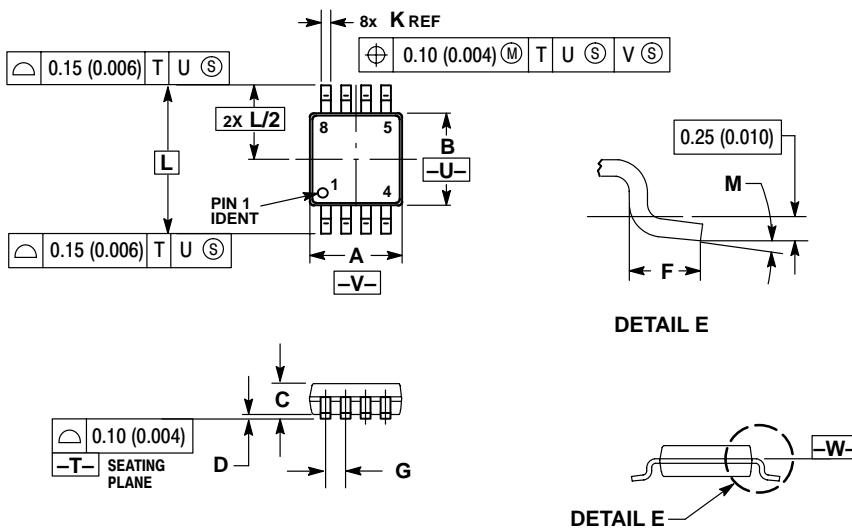 8x K REF
⌓ 0.15 (0.006) T U Ⓢ
⌖ 0.10 (0.004) Ⓜ T U Ⓢ V Ⓢ
2X L/2
8 5
B
–U–
L
PIN 1
IDENT
1 4
⌓ 0.15 (0.006) T U Ⓢ
A
–V–
0.25 (0.010)
M
F
DETAIL E
C
⌓ 0.10 (0.004)
–T– SEATING
PLANE
D
G
–W–
DETAIL E